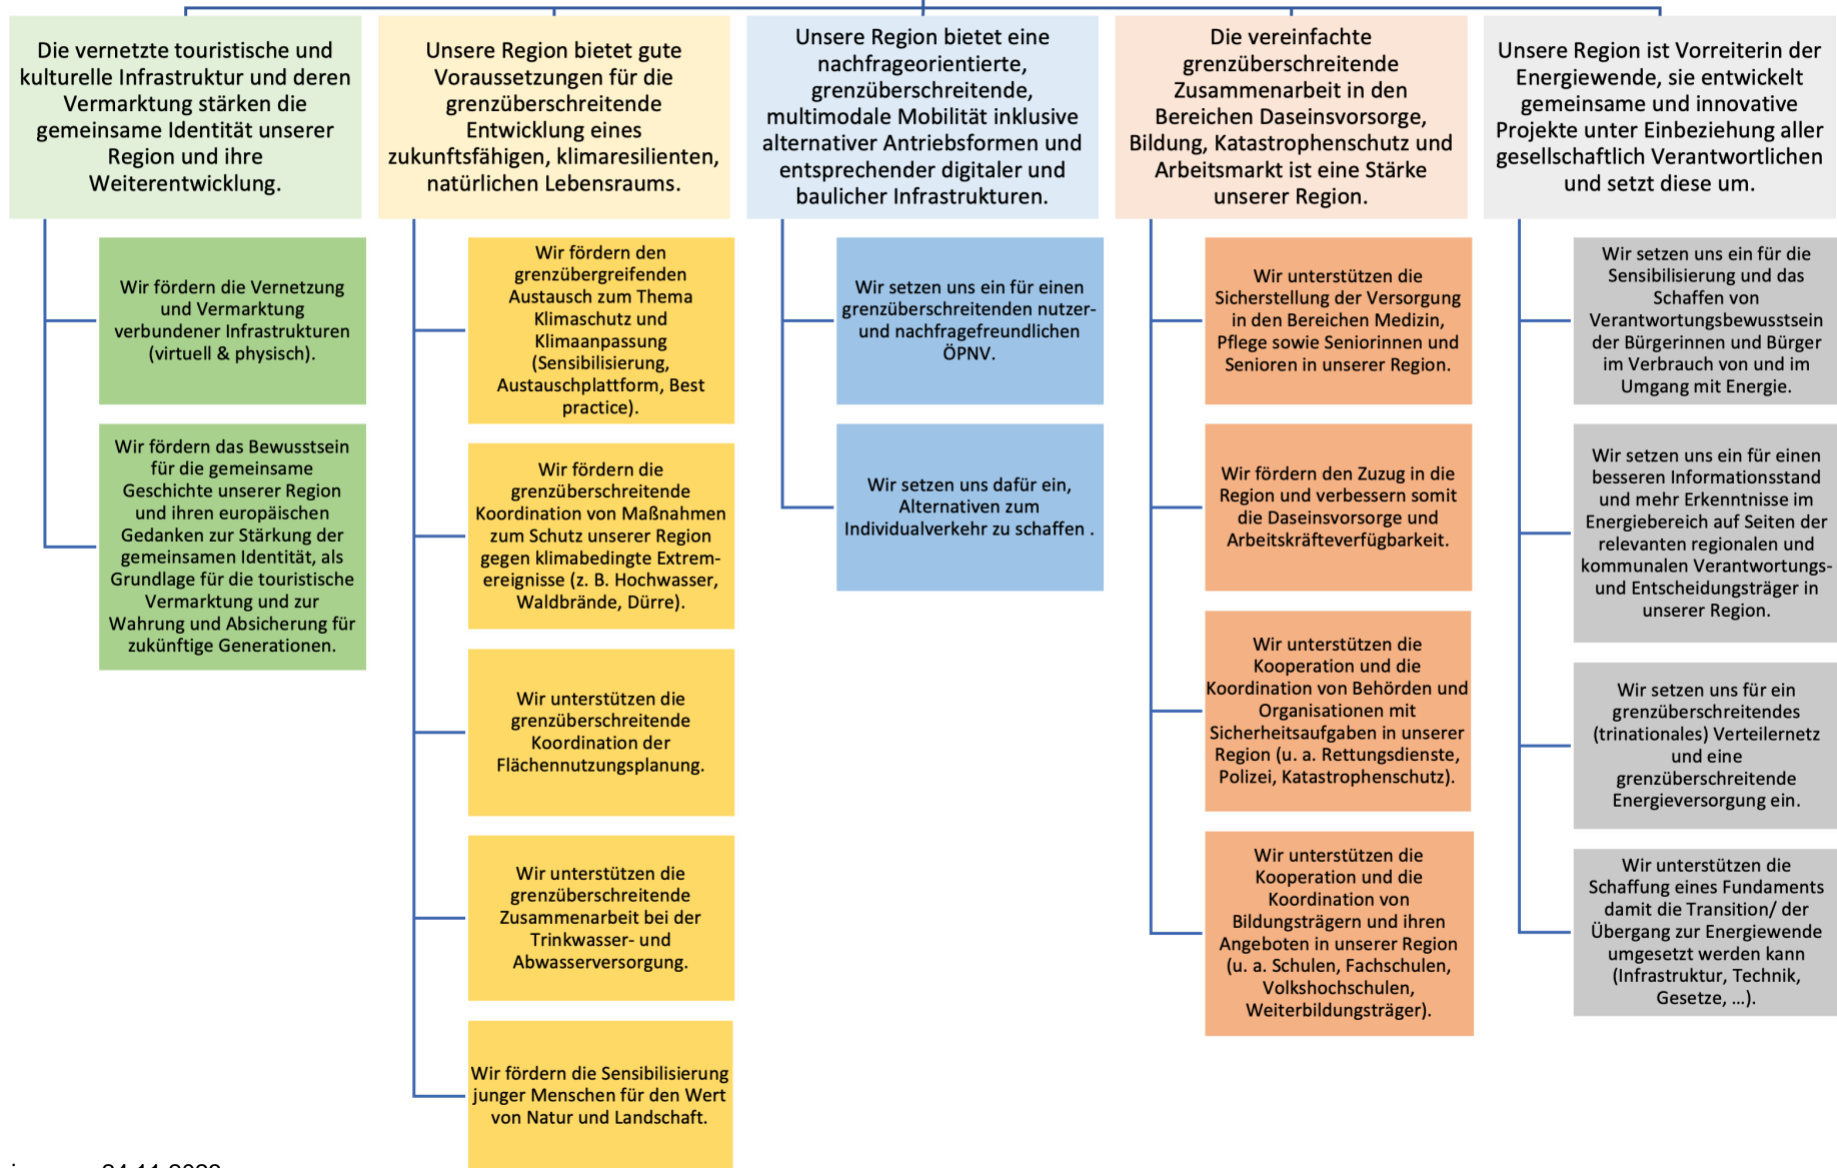 Die vernetzte touristische und
kulturelle Infrastruktur und deren
Vermarktung stärken die
gemeinsame Identität unserer
Region und ihre
Weiterentwicklung.
Wir fördern die Vernetzung
und Vermarktung
verbundener Infrastrukturen
(virtuell & physisch).
Wir fördern das Bewusstsein
für die gemeinsame
Geschichte unserer Region
und ihren europäischen
Gedanken zur Stärkung der
gemeinsamen Identität, als
Grundlage für die touristische
Vermarktung und zur
Wahrung und Absicherung für
zukünftige Generationen.
Unsere Region bietet gute
Voraussetzungen für die
grenzüberschreitende
Entwicklung eines
zukunftsfähigen, klimaresilienten,
natürlichen Lebensraums.
Wir fördern den
grenzübergreifenden
Austausch zum Thema
Klimaschutz und
Klimaanpassung
(Sensibilisierung,
Austauschplattform, Best
practice).
Wir fördern die
grenzüberschreitende
Koordination von Maßnahmen
zum Schutz unserer Region
gegen klimabedingte Extrem-
ereignisse (z. B. Hochwasser,
Waldbrände, Dürre).
Wir unterstützen die
grenzüberschreitende
Koordination der
Flächennutzungsplanung.
Wir unterstützen die
grenzüberschreitende
Zusammenarbeit bei der
Trinkwasser- und
Abwasserversorgung.
Wir fördern die Sensibilisierung
junger Menschen für den Wert
von Natur und Landschaft.
Unsere Region bietet eine
nachfrageorientierte,
grenzüberschreitende,
multimodale Mobilität inklusive
alternativer Antriebsformen und
entsprechender digitaler und
baulicher Infrastrukturen.
Wir setzen uns ein für einen
grenzüberschreitenden nutzer-
und nachfragefreundlichen
ÖPNV.
Wir setzen uns dafür ein,
Alternativen zum
Individualverkehr zu schaffen .
Die vereinfachte
grenzüberschreitende
Zusammenarbeit in den
Bereichen Daseinsvorsorge,
Bildung, Katastrophenschutz und
Arbeitsmarkt ist eine Stärke
unserer Region.
Wir unterstützen die
Sicherstellung der Versorgung
in den Bereichen Medizin,
Pflege sowie Seniorinnen und
Senioren in unserer Region.
Wir fördern den Zuzug in die
Region und verbessern somit
die Daseinsvorsorge und
Arbeitskräfteverfügbarkeit.
Wir unterstützen die
Kooperation und die
Koordination von Behörden und
Organisationen mit
Sicherheitsaufgaben in unserer
Region (u. a. Rettungsdienste,
Polizei, Katastrophenschutz).
Wir unterstützen die
Kooperation und die
Koordination von
Bildungsträgern und ihren
Angeboten in unserer Region
(u. a. Schulen, Fachschulen,
Volkshochschulen,
Weiterbildungsträger).
Unsere Region ist Vorreiterin der
Energiewende, sie entwickelt
gemeinsame und innovative
Projekte unter Einbeziehung aller
gesellschaftlich Verantwortlichen
und setzt diese um.
Wir setzen uns ein für die
Sensibilisierung und das
Schaffen von
Verantwortungsbewusstsein
der Bürgerinnen und Bürger
im Verbrauch von und im
Umgang mit Energie.
Wir setzen uns ein für einen
besseren Informationsstand
und mehr Erkenntnisse im
Energiebereich auf Seiten der
relevanten regionalen und
kommunalen Verantwortungs-
und Entscheidungsträger in
unserer Region.
Wir setzen uns für ein
grenzüberschreitendes
(trinationales) Verteilernetz
und eine
grenzüberschreitende
Energieversorgung ein.
Wir unterstützen die
Schaffung eines Fundaments
damit die Transition/ der
Übergang zur Energiewende
umgesetzt werden kann
(Infrastruktur, Technik,
Gesetze, …).